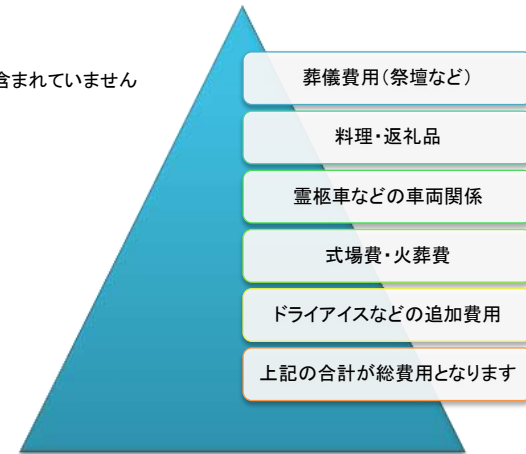 含まれていません
葬儀費用(祭壇など)
料理・返礼品
霊柩車などの車両関係
式場費・火葬費
ドライアイスなどの追加費用
上記の合計が総費用となります